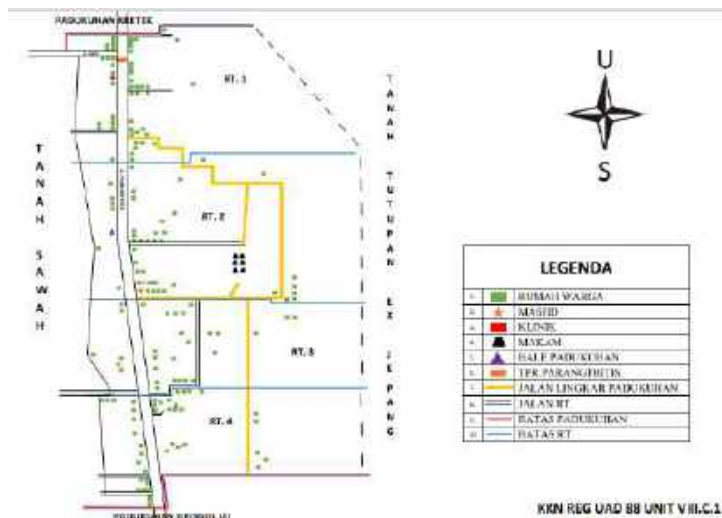 PADUKUHAN KRETEK
U
S
RT. 1
RT. 2
RT. 3
RT. 4
TANAH SAWAH
TANAH TUTUPAN EX JEPANG
LEGENDA
RUMAH WARGA
MASJID
KLINIK
MAKAM
BALE PADUKUHAN
TPR PARANGTRITIS
JALAN LINGKAR PADUKUHAN
JALAN RT
BATAS PADUKUHAN
BATAS RT
KKN REG UAD 88 UNIT VIII.C.1